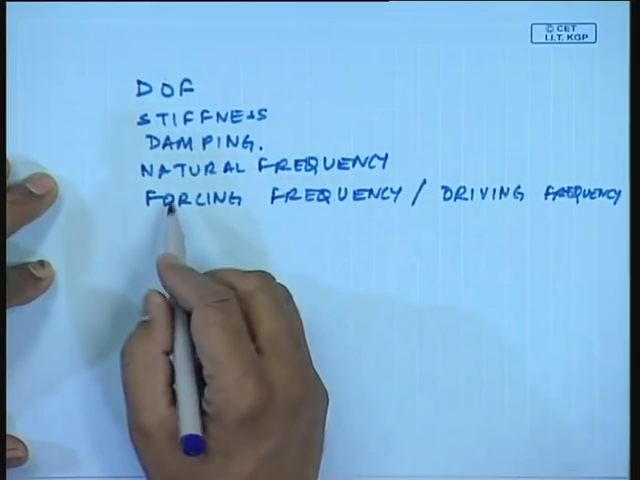 © CET
I.I.T. KGP
DOF
STIFFNESS
DAMPING.
NATURAL FREQUENCY
FORCING FREQUENCY / DRIVING FREQUENCY